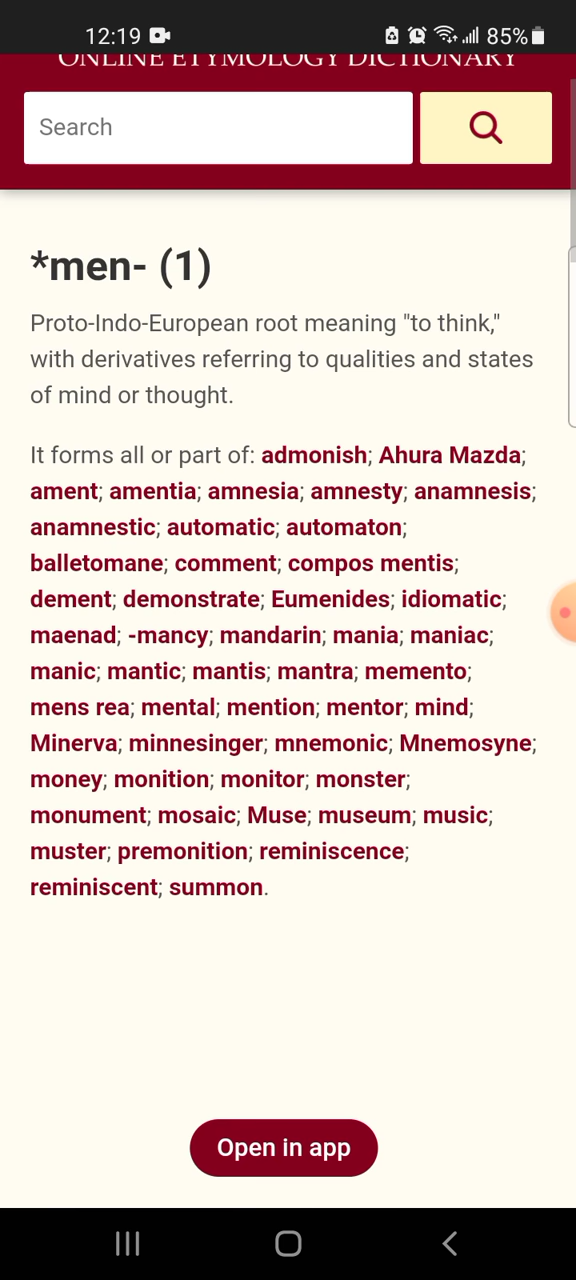 12:19
85%
ONLINE ETYMOLOGY DICTIONARY
Search
*men- (1)
Proto-Indo-European root meaning "to think,"
with derivatives referring to qualities and states
of mind or thought.
It forms all or part of: admonish; Ahura Mazda;
ament; amentia; amnesia; amnesty; anamnesis;
anamnestic; automatic; automaton;
balletomane; comment; compos mentis;
dement; demonstrate; Eumenides; idiomatic;
maenad; -mancy; mandarin; mania; maniac;
manic; mantic; mantis; mantra; memento;
mens rea; mental; mention; mentor; mind;
Minerva; minnesinger; mnemonic; Mnemosyne;
money; monition; monitor; monster;
monument; mosaic; Muse; museum; music;
muster; premonition; reminiscence;
reminiscent; summon.
Open in app